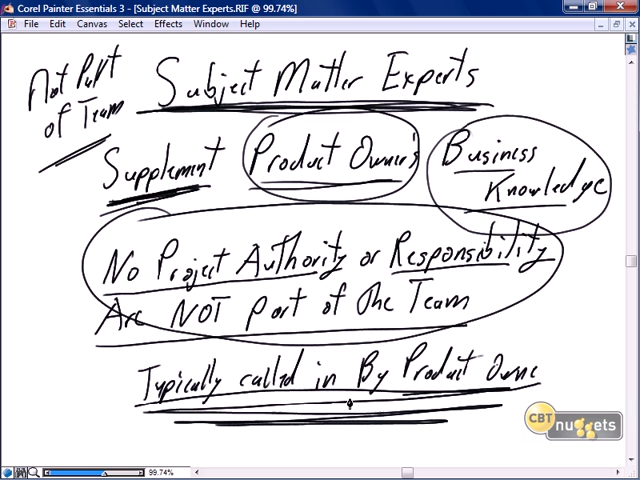 Corel Painter Essentials 3 - [Subject Matter Experts.RIF @ 99.74%]
File Edit Select Effects Window Help
Not Part
of Team
Subject Matter Experts
Supplement Product Owner's Business
Knowledge
No Project Authority or Responsibility
Are NOT part of the Team
Typically called in By Product Owne
CBT
nuggets
99.74%